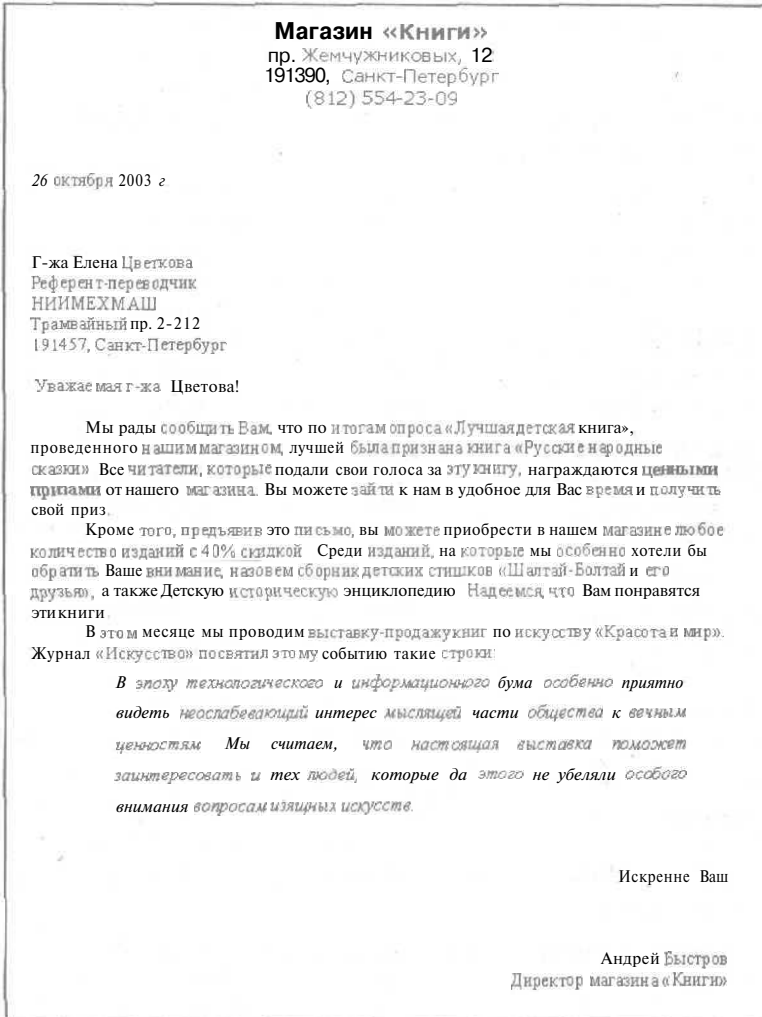 Магазин «Книги»
пр. Жемчужниковых, 12
191390, Санкт-Петербург
(812) 554-23-09
26 октября 2003 г
Г-жа Елена Цветкова
Референт-переводчик
НИИМЕХМАШ
Трамвайный пр. 2-212
191457, Санкт-Петербург
Уважаемая г-жа Цветова!
Мы рады сообщить Вам, что по итогам опроса «Лучшая детская книга»,
проведенного нашим магазином, лучшей была признана книга «Русские народные
сказки» Все читатели, которые подали свои голоса за эту книгу, награждаются ценными
призами от нашего магазина. Вы можете зайти к нам в удобное для Вас время и получить
свой приз.
Кроме того, предъявив это письмо, вы можете приобрести в нашем магазине любое
количество изданий с 40% скидкой Среди изданий, на которые мы особенно хотели бы
обратить Ваше внимание, назовем сборник детских стишков «Шалтай-Болтай и его
друзья», а также Детскую историческую энциклопедию Надеемся, что Вам понравятся
эти книги
В этом месяце мы проводим выставку-продажу книг по искусству «Красота и мир».
Журнал «Искусство» посвятил этому событию такие строки:
В эпоху технологического и информационного бума особенно приятно
видеть неослабевающий интерес мыслящей части общества к вечным
ценностям Мы считаем, что настоящая выставка поможет
заинтересовать и тех людей, которые да этого не убеляли особого
внимания вопросам изящных искусств.
Искренне Ваш
Андрей Быстров
Директор магазина «Книги»